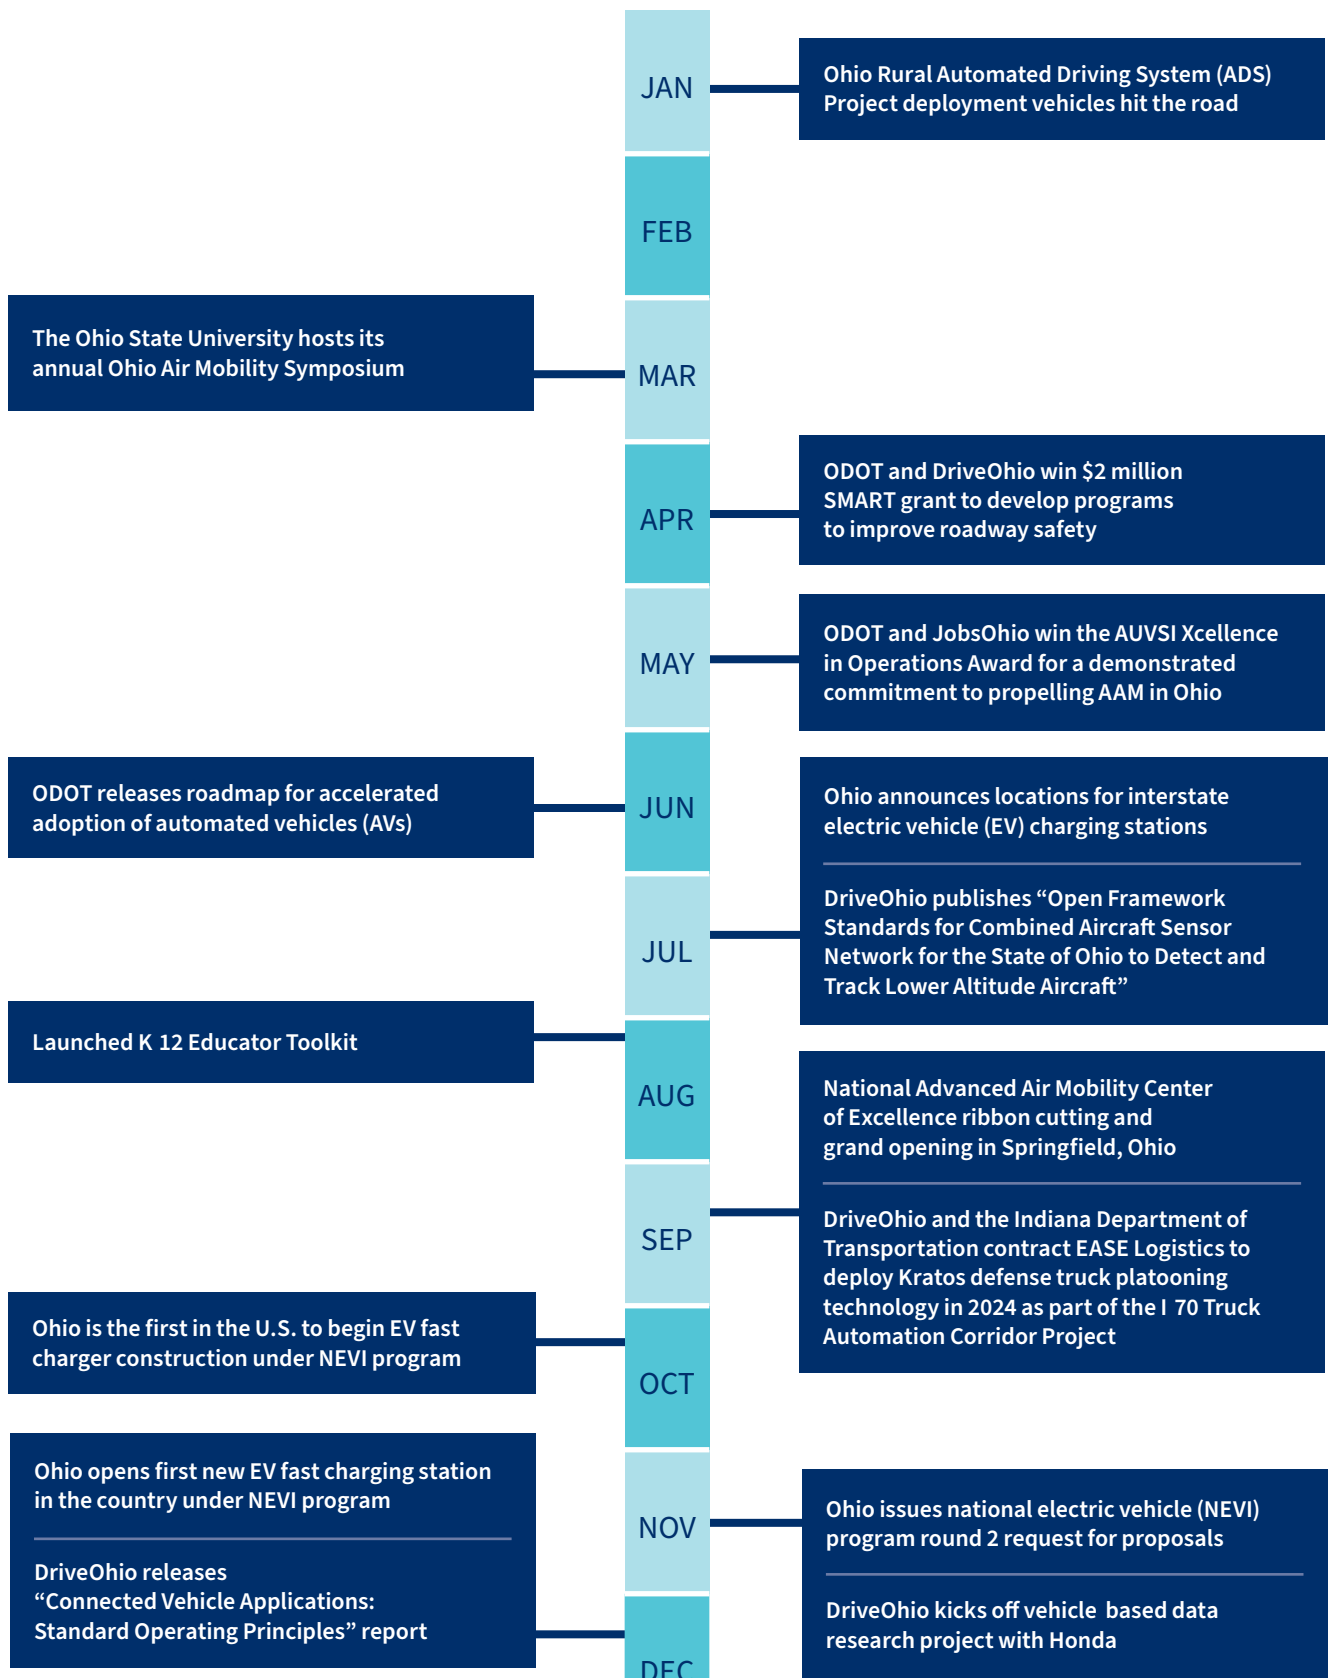 JAN
Ohio Rural Automated Driving System (ADS)
Project deployment vehicles hit the road
FEB
The Ohio State University hosts its
annual Ohio Air Mobility Symposium
MAR
APR
ODOT and DriveOhio win $2 million
SMART grant to develop programs
to improve roadway safety
MAY
ODOT and JobsOhio win the AUVSI Xcellence
in Operations Award for a demonstrated
commitment to propelling AAM in Ohio
ODOT releases roadmap for accelerated
adoption of automated vehicles (AVs)
JUN
JUL
Ohio announces locations for interstate
electric vehicle (EV) charging stations
DriveOhio publishes “Open Framework
Standards for Combined Aircraft Sensor
Network for the State of Ohio to Detect and
Track Lower Altitude Aircraft”
Launched K 12 Educator Toolkit
AUG
SEP
National Advanced Air Mobility Center
of Excellence ribbon cutting and
grand opening in Springfield, Ohio
DriveOhio and the Indiana Department of
Transportation contract EASE Logistics to
deploy Kratos defense truck platooning
technology in 2024 as part of the I 70 Truck
Automation Corridor Project
Ohio is the first in the U.S. to begin EV fast
charger construction under NEVI program
OCT
NOV
Ohio issues national electric vehicle (NEVI)
program round 2 request for proposals
DriveOhio kicks off vehicle based data
research project with Honda
Ohio opens first new EV fast charging station
in the country under NEVI program
DriveOhio releases
“Connected Vehicle Applications:
Standard Operating Principles” report
DEC